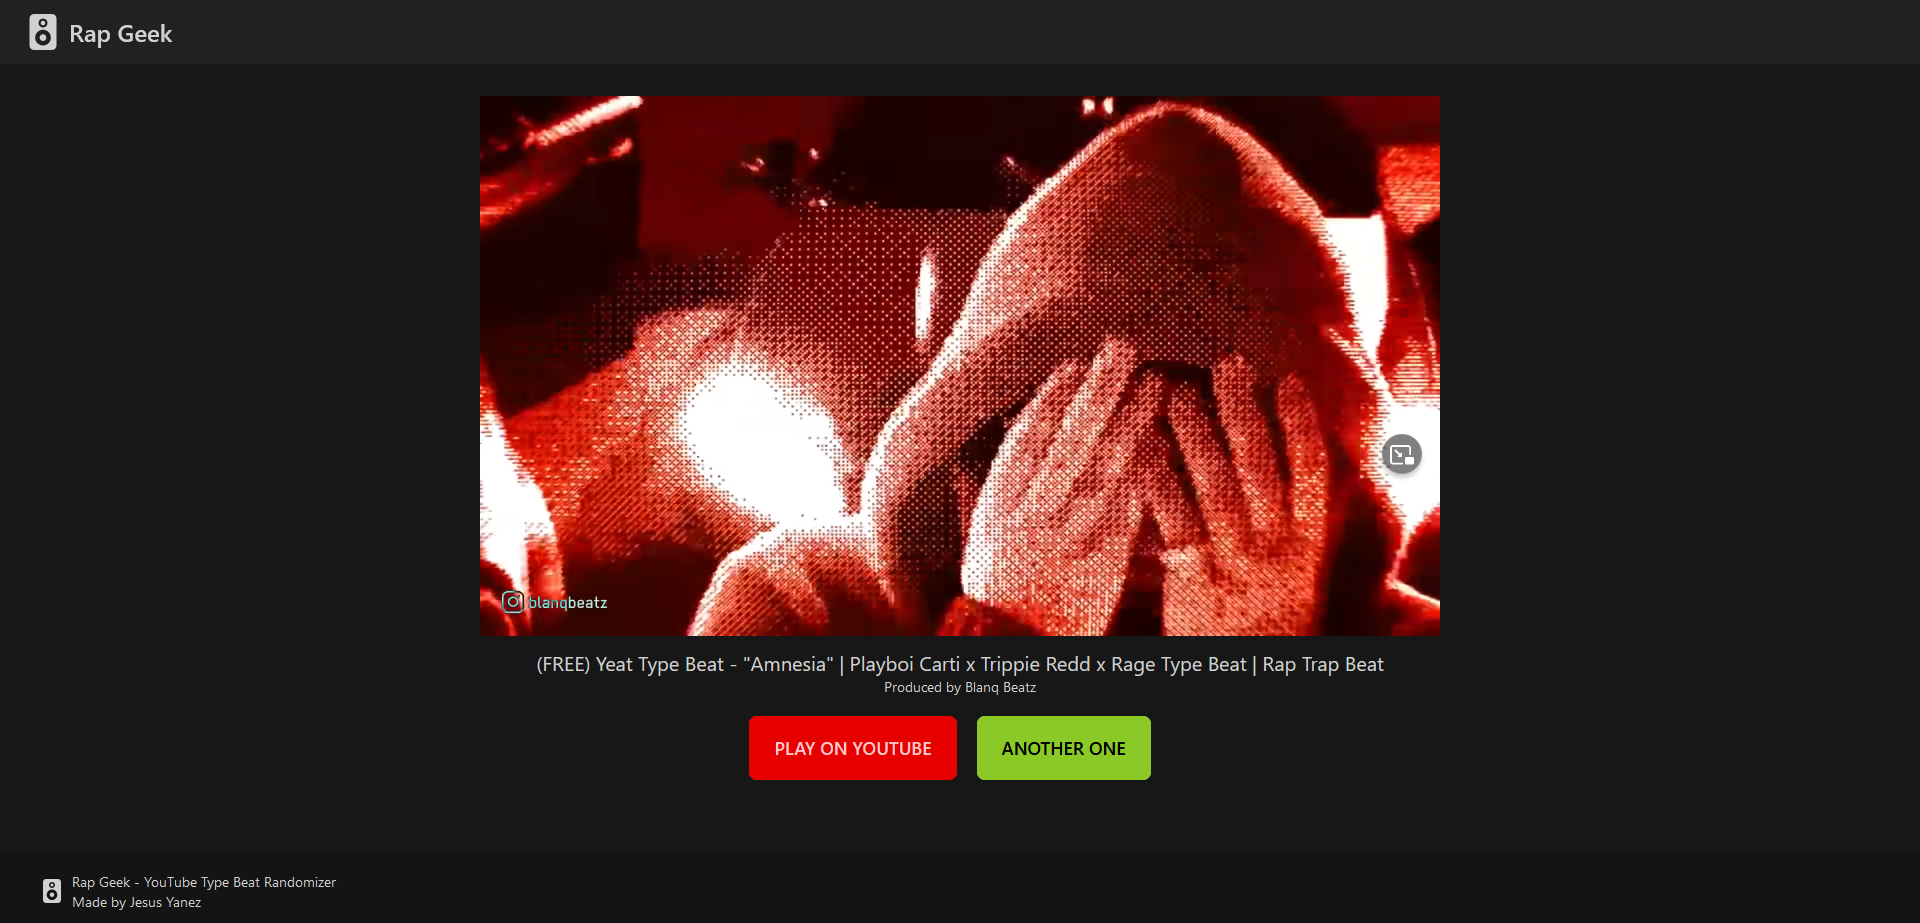 Rap Geek
blanqbeatz
(FREE) Yeat Type Beat - "Amnesia" | Playboi Carti x Trippie Redd x Rage Type Beat | Rap Trap Beat
Produced by Blanq Beatz
PLAY ON YOUTUBE
ANOTHER ONE
Rap Geek - YouTube Type Beat Randomizer
Made by Jesus Yanez